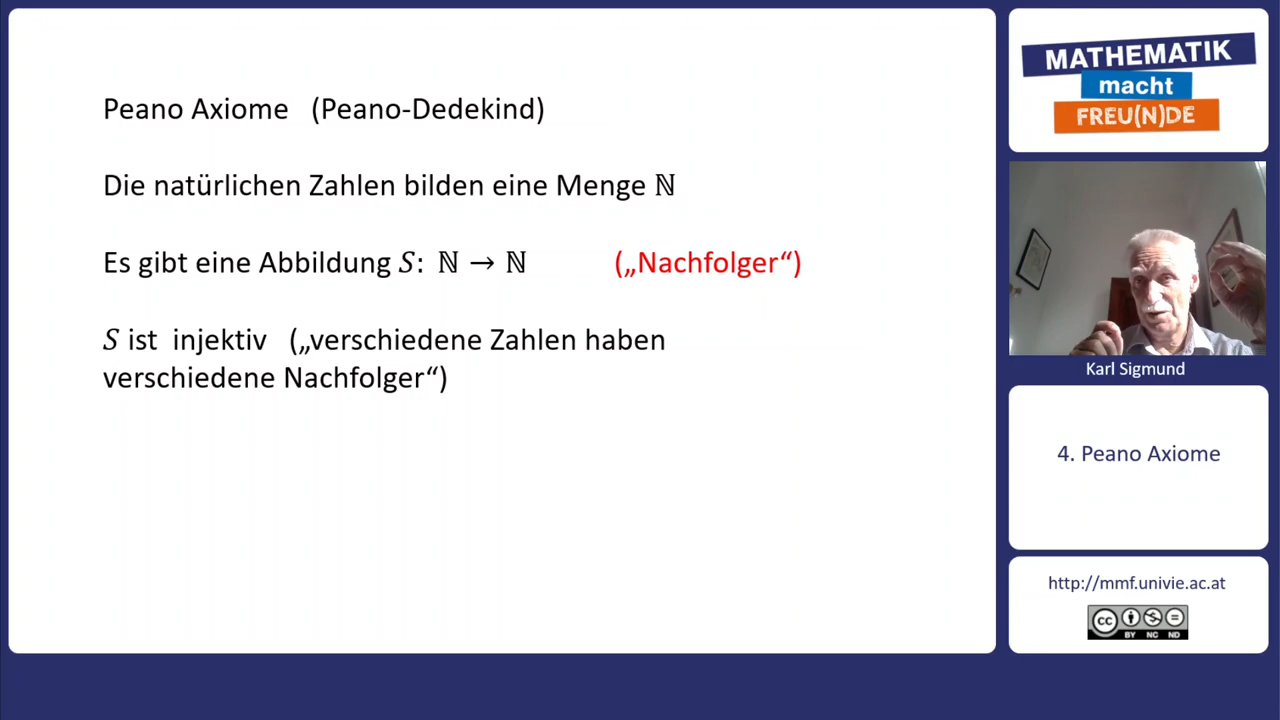 Peano Axiome (Peano-Dedekind)
Die natürlichen Zahlen bilden eine Menge ℕ
Es gibt eine Abbildung S: ℕ → ℕ („Nachfolger“)
S ist injektiv („verschiedene Zahlen haben
verschiedene Nachfolger“)
MATHEMATIK
macht
FREU(N)DE
Karl Sigmund
4. Peano Axiome
http://mmf.univie.ac.at
cc
BY NC ND